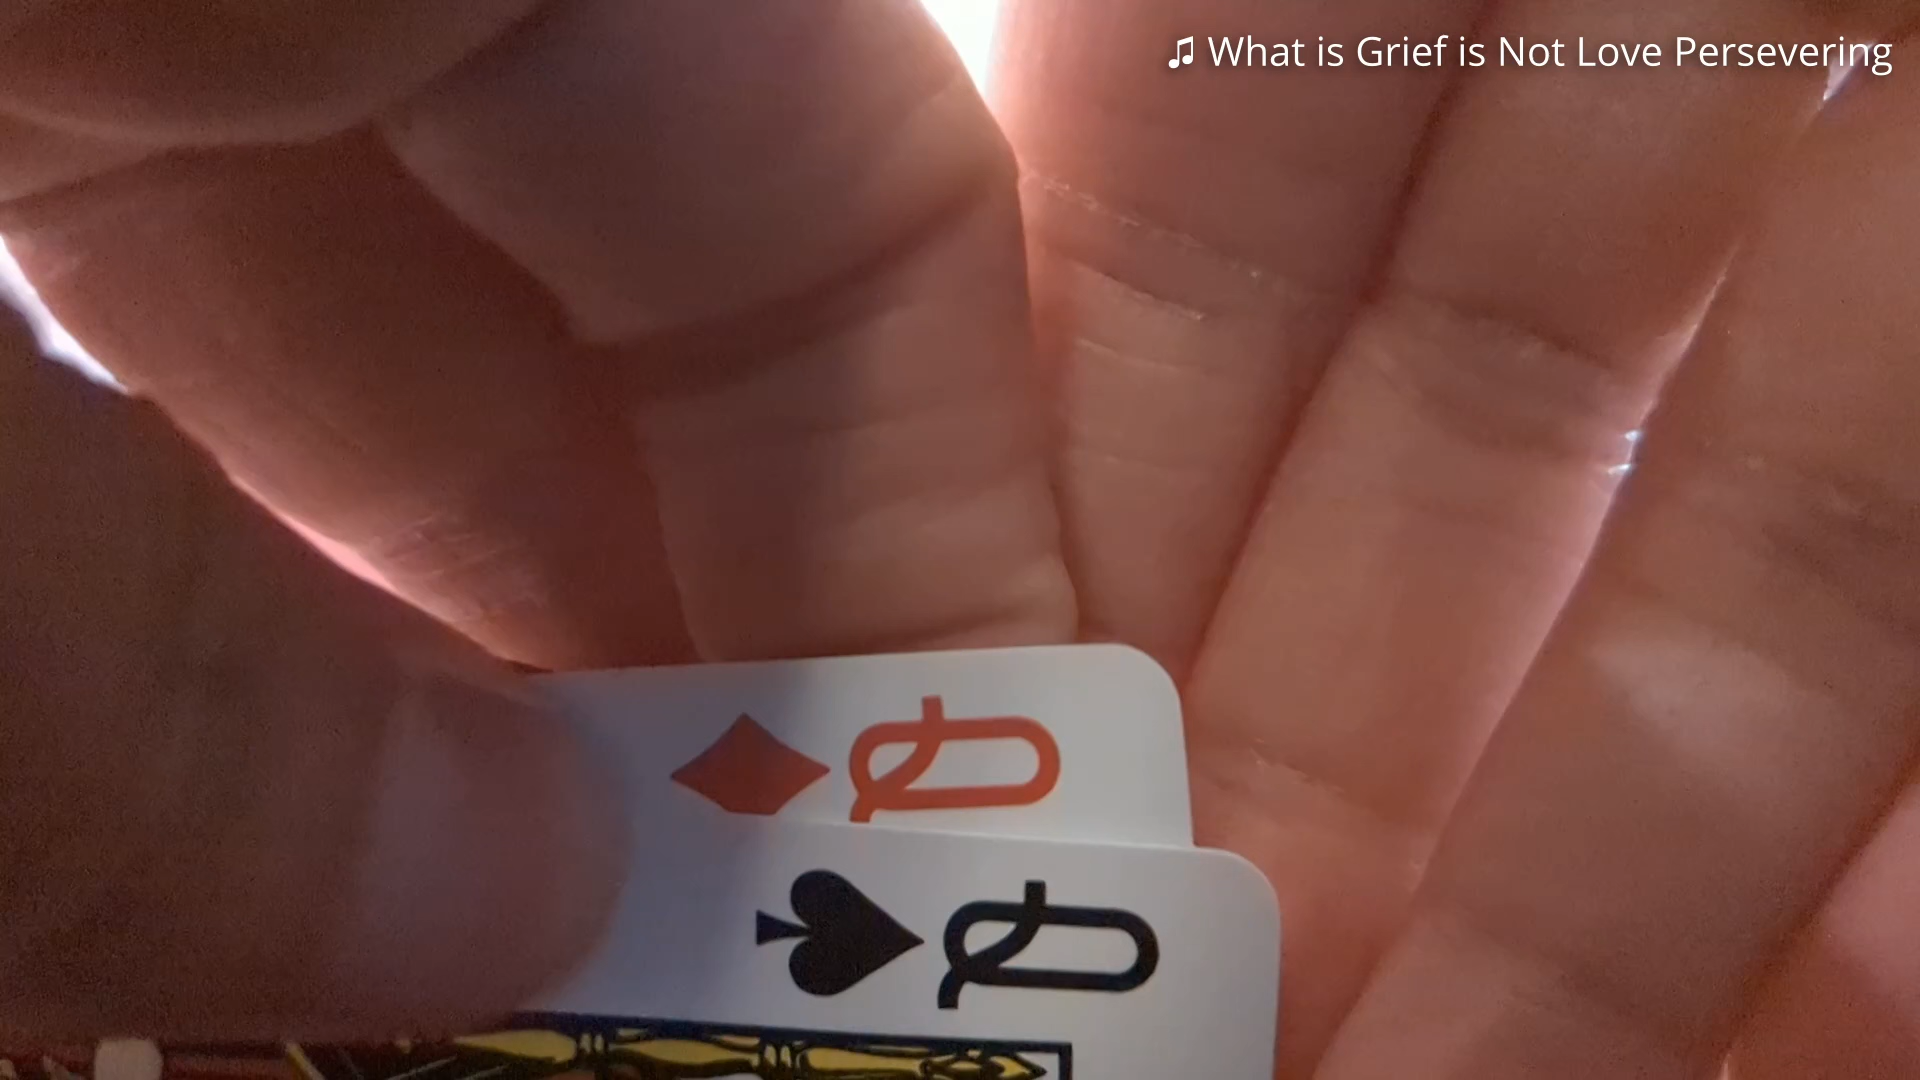 ♫ What is Grief is Not Love Persevering
Q♦
Q♠